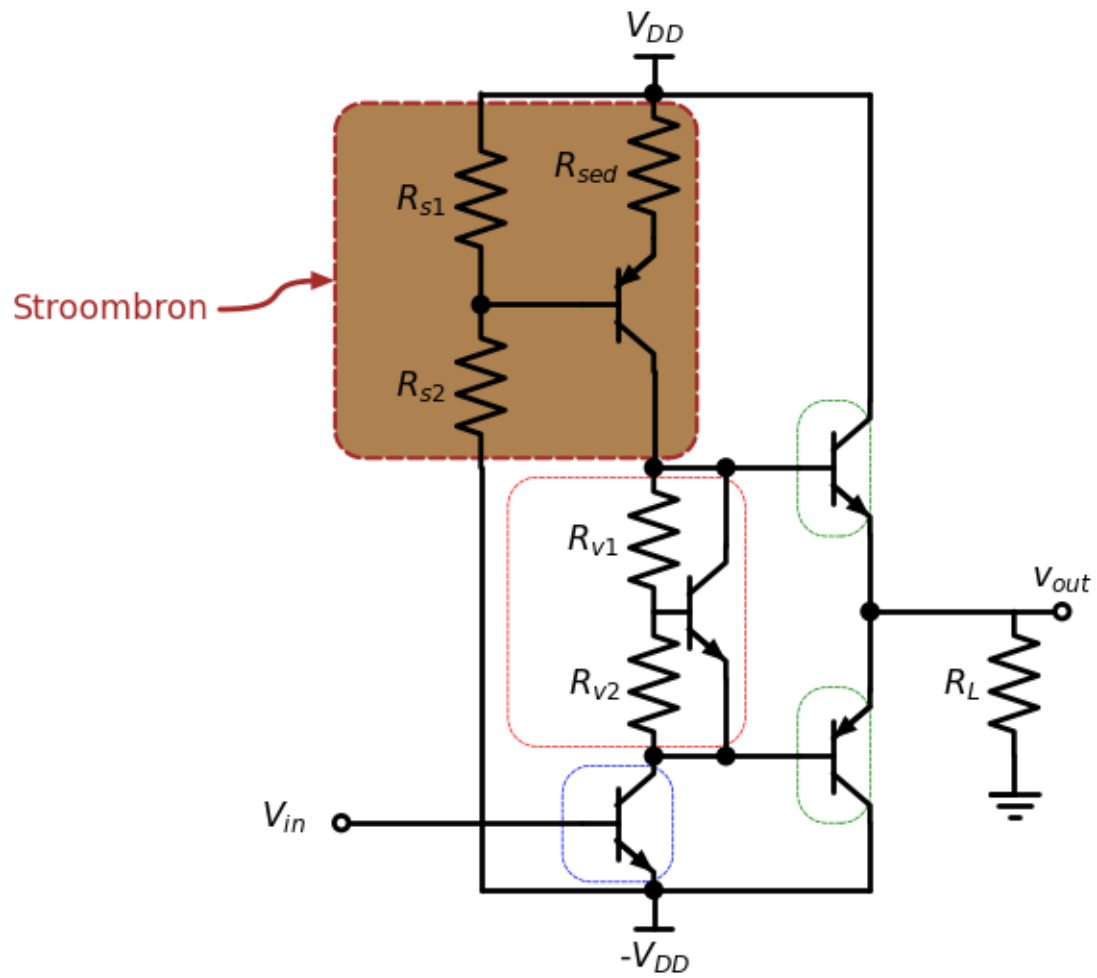 V_DD
R_sed
R_s1
Stroombron
R_s2
R_v1
v_out
R_v2
R_L
V_in
-V_DD